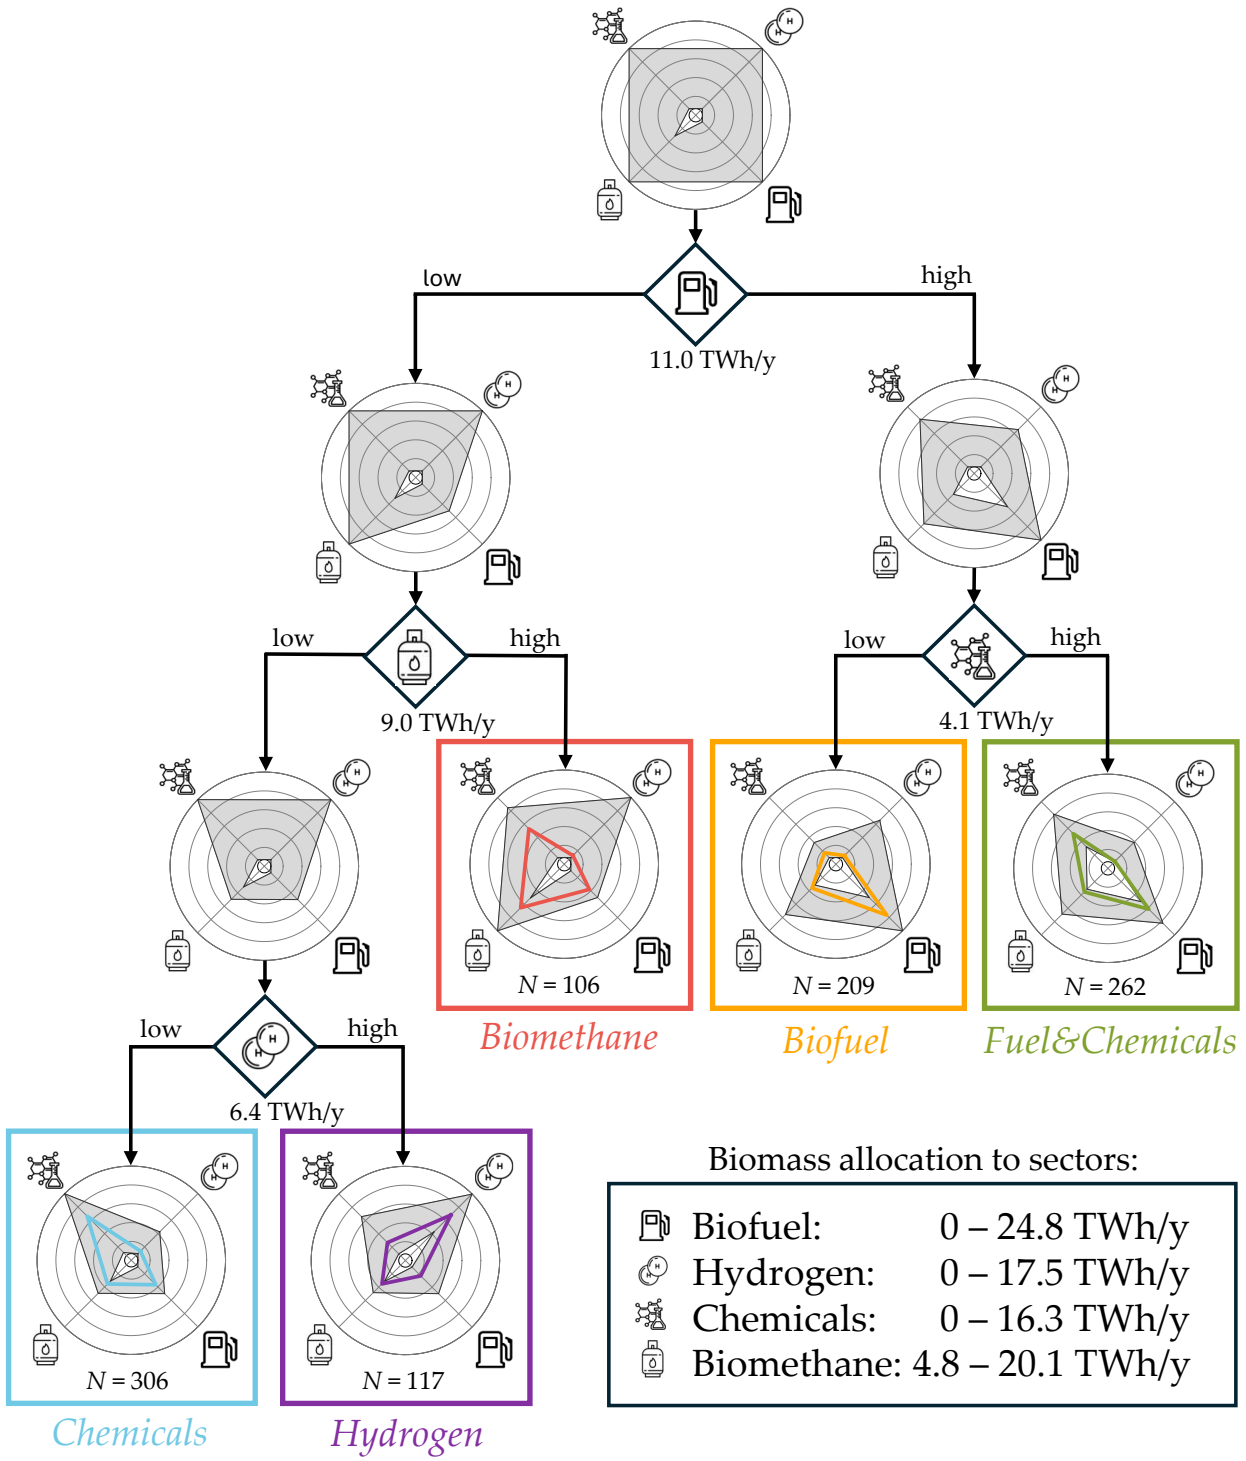 H
H
low
high
11.0 TWh/y
H
H
H
H
low
high
low
high
9.0 TWh/y
4.1 TWh/y
H
H
H
H
H
H
H
H
N = 106
N = 209
N = 262
Biomethane
Biofuel
Fuel&Chemicals
low
H
H
high
6.4 TWh/y
H
H
H
H
N = 306
N = 117
Chemicals
Hydrogen
Biomass allocation to sectors:
Biofuel: 0 – 24.8 TWh/y
Hydrogen: 0 – 17.5 TWh/y
Chemicals: 0 – 16.3 TWh/y
Biomethane: 4.8 – 20.1 TWh/y